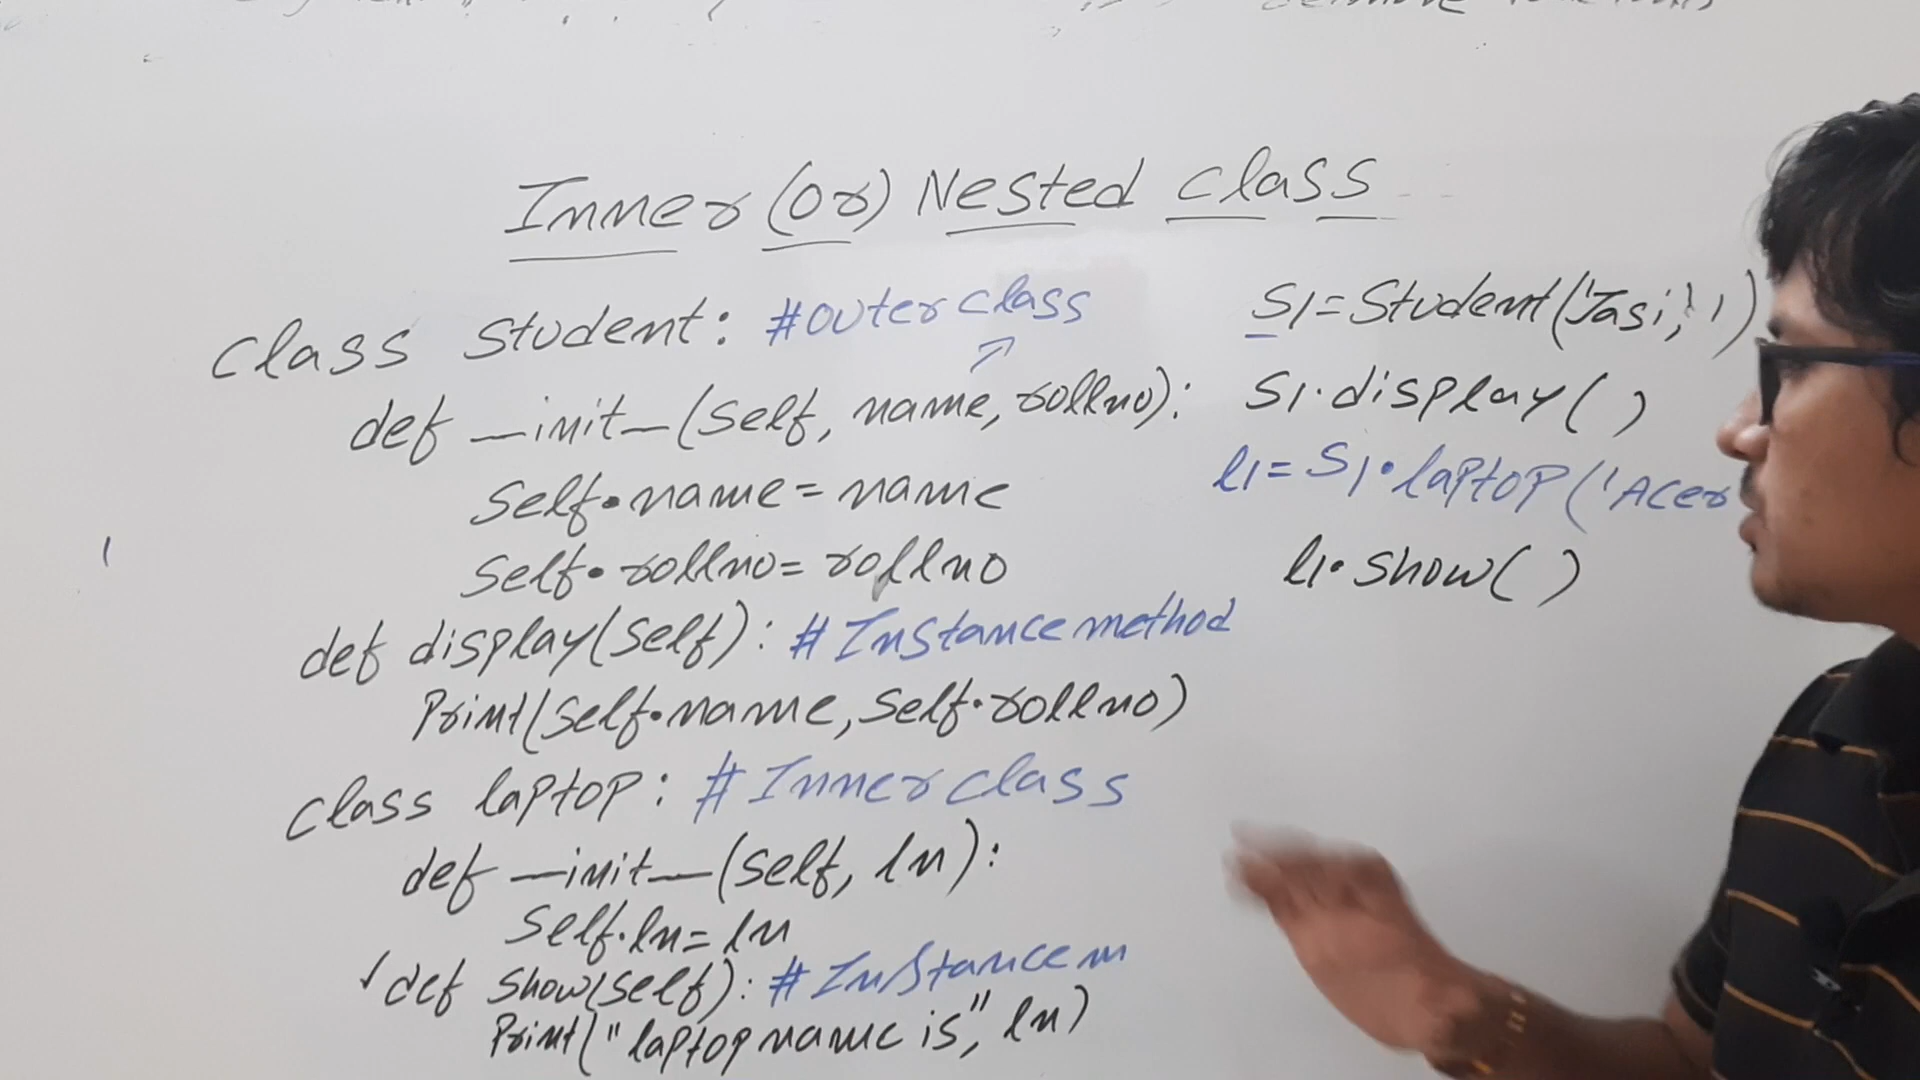 Inner (or) Nested class
class student: #outer class
def __init__(self, name, rollno):
self.name = name
self.rollno = rollno
def display(self): # Instance method
Print(self.name, self.rollno)
class laptop: # Inner class
def __init__(self, ln):
self.ln = ln
def show(self): # Instance m
Print("laptop name is", ln)
S1 = Student('Jasi', 1)
S1.display( )
l1 = S1.laptop('Acer
l1.show( )